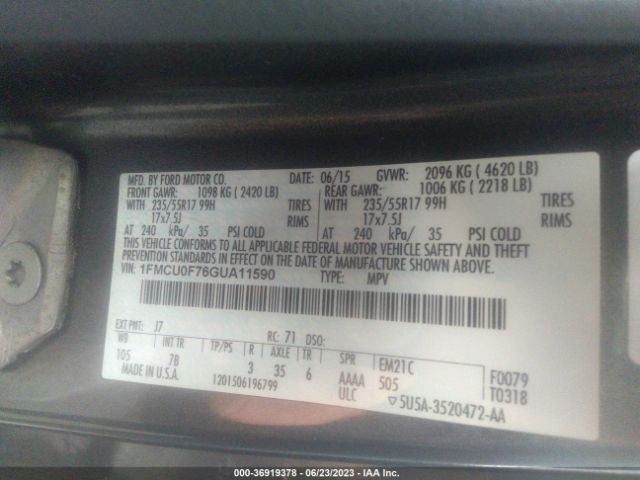 MFD. BY FORD MOTOR CO. DATE: 06/15 GVWR: 2096 KG ( 4620 LB)
FRONT GAWR: 1098 KG ( 2420 LB) REAR GAWR: 1006 KG ( 2218 LB)
WITH 235/55R17 99H TIRES WITH 235/55R17 99H TIRES
17x7.5J RIMS 17x7.5J RIMS
AT 240 kPa/ 35 PSI COLD AT 240 kPa/ 35 PSI COLD
THIS VEHICLE CONFORMS TO ALL APPLICABLE FEDERAL MOTOR VEHICLE SAFETY AND THEFT
PREVENTION STANDARDS IN EFFECT ON THE DATE OF MANUFACTURE SHOWN ABOVE.
VIN: 1FMCU0F76GUA11590 TYPE: MPV
EXT PNT: J7 RC: 71 DSO:
WB INT TR TP/PS R AXLE TR SPR EM21C
105 7B 3 35 6 AAAA 505 F0079
MADE IN U.S.A. 1201506196799 ULC ▽5U5A-3520472-AA T0318
000-36919378 - 06/23/2023 - IAA Inc.